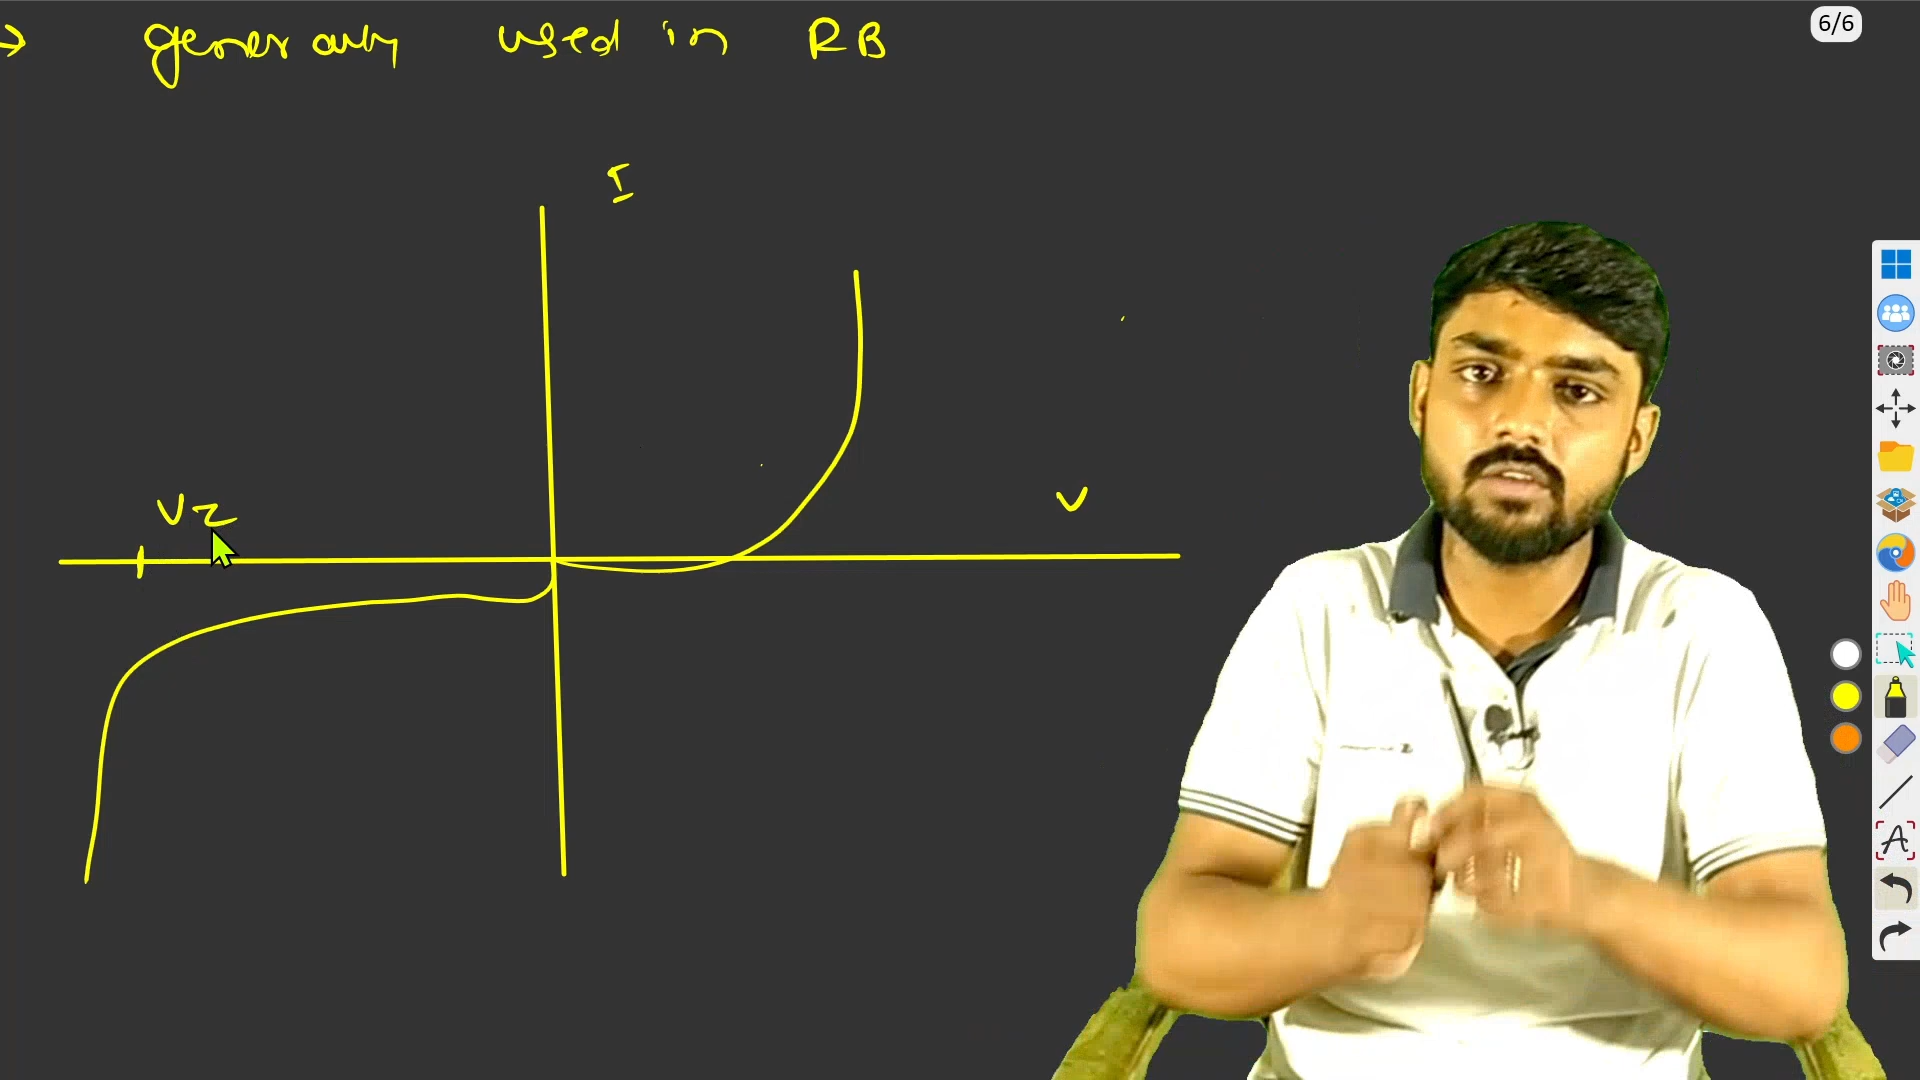 → generally used in RB
6/6
I
Vz
V